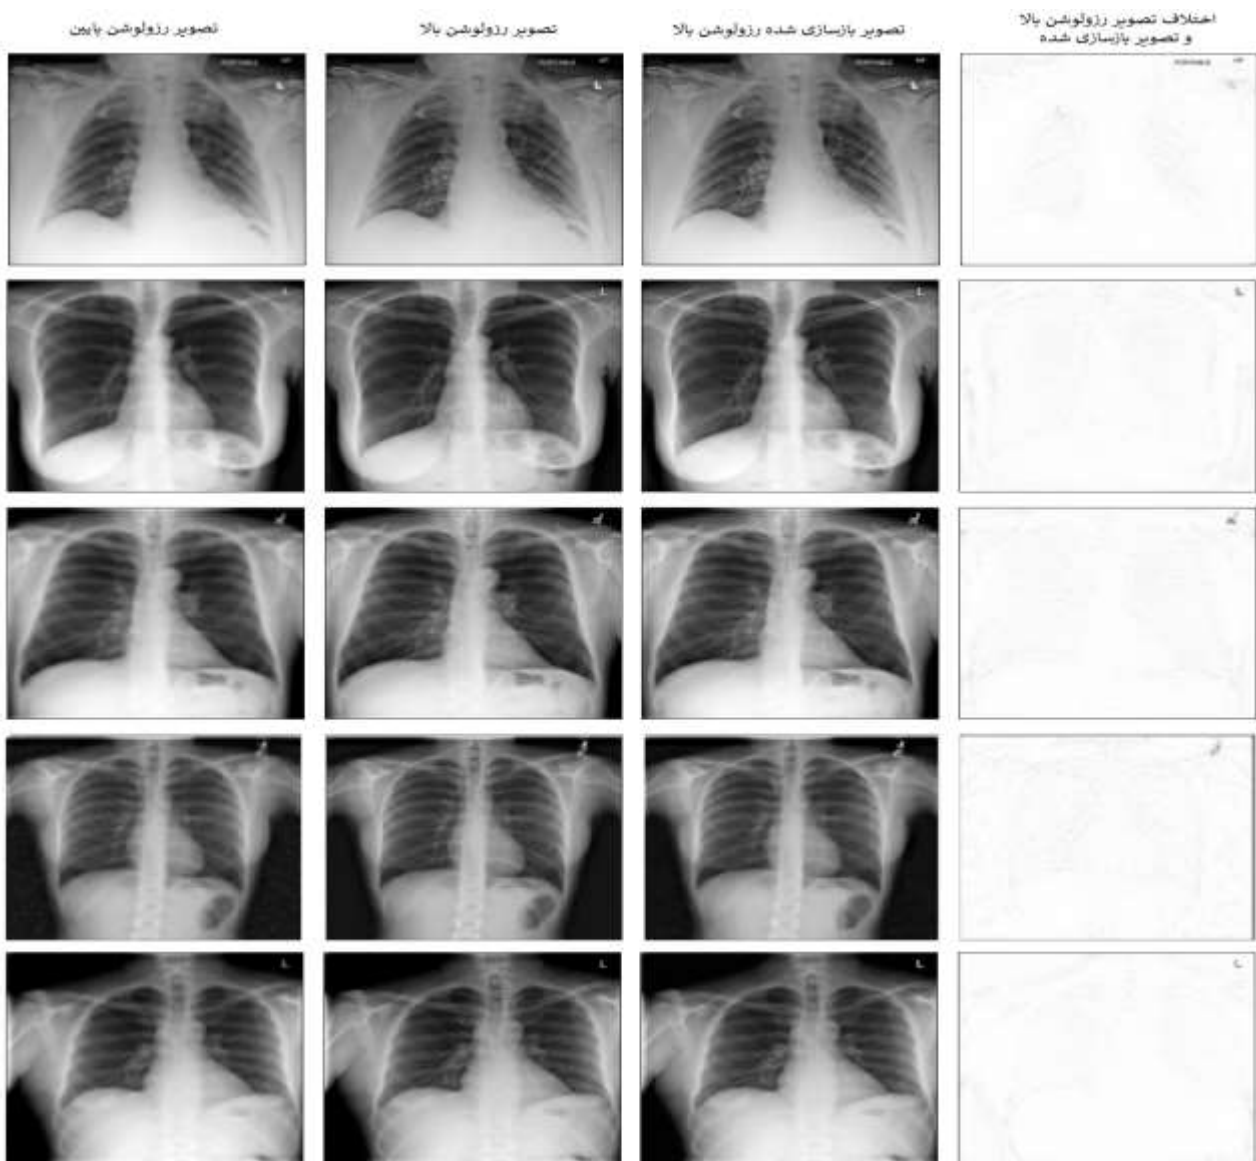 تصویر رزولوشن پایین
تصویر رزولوشن بالا
تصویر بازسازی شده رزولوشن بالا
اختلاف تصویر رزولوشن بالا
و تصویر بازسازی شده
L
L
L
L
L
L
L
L
L
L
L